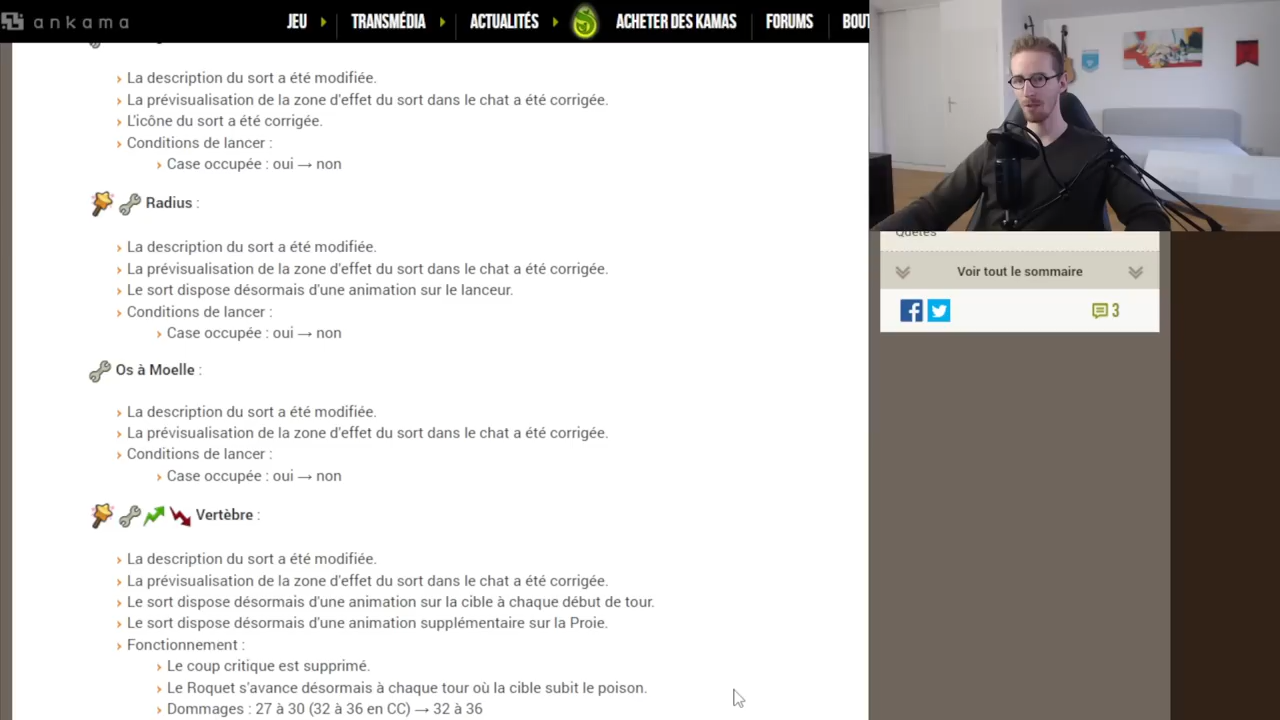 ankama
JEU
TRANSMÉDIA
ACTUALITÉS
ACHETER DES KAMAS
FORUMS
BOUT
La description du sort a été modifiée.
La prévisualisation de la zone d'effet du sort dans le chat a été corrigée.
L'icône du sort a été corrigée.
Conditions de lancer :
Case occupée : oui → non
Radius :
La description du sort a été modifiée.
La prévisualisation de la zone d'effet du sort dans le chat a été corrigée.
Le sort dispose désormais d'une animation sur le lanceur.
Conditions de lancer :
Case occupée : oui → non
Os à Moelle :
La description du sort a été modifiée.
La prévisualisation de la zone d'effet du sort dans le chat a été corrigée.
Conditions de lancer :
Case occupée : oui → non
Vertèbre :
La description du sort a été modifiée.
La prévisualisation de la zone d'effet du sort dans le chat a été corrigée.
Le sort dispose désormais d'une animation sur la cible à chaque début de tour.
Le sort dispose désormais d'une animation supplémentaire sur la Proie.
Fonctionnement :
Le coup critique est supprimé.
Le Roquet s'avance désormais à chaque tour où la cible subit le poison.
Dommages : 27 à 30 (32 à 36 en CC) → 32 à 36
Quêtes
Voir tout le sommaire
3